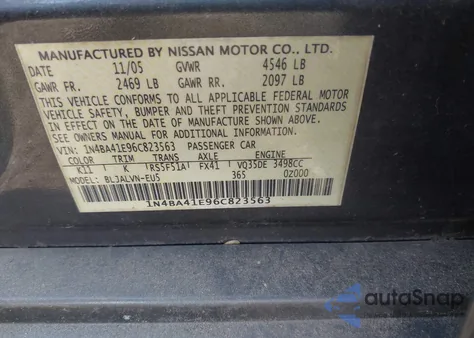 MANUFACTURED BY NISSAN MOTOR CO., LTD.
DATE 11/05 GVWR 4546 LB
GAWR FR. 2469 LB GAWR RR. 2097 LB
THIS VEHICLE CONFORMS TO ALL APPLICABLE FEDERAL MOTOR
VEHICLE SAFETY, BUMPER AND THEFT PREVENTION STANDARDS
IN EFFECT ON THE DATE OF MANUFACTURE SHOWN ABOVE.
SEE OWNERS MANUAL FOR ADDITIONAL INFORMATION
VIN: 1N4BA41E96C823563 PASSENGER CAR
COLOR TRIM TRANS AXLE ENGINE
K11 K RS5F51A FX41 VQ35DE 3498CC
MODEL BLJALVN-EUS 365 0Z000
1N4BA41E96C823563
autoSnap